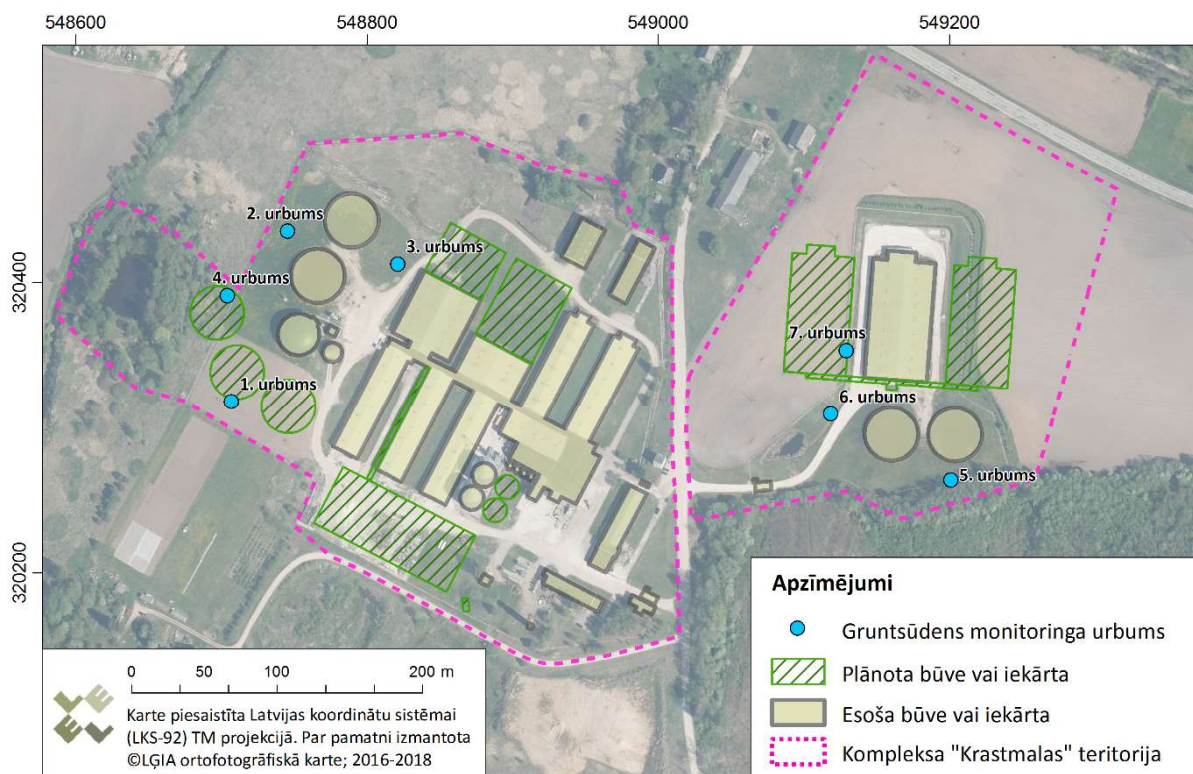 548600
548800
549000
549200
320400
320200
2. urbums
3. urbums
4. urbums
1. urbums
7. urbums
6. urbums
5. urbums
Apzīmējumi
Gruntsūdens monitoringa urbums
Plānota būve vai iekārta
Esoša būve vai iekārta
Kompleksa "Krastmalas" teritorija
0 50 100 200 m
Karte piesaistīta Latvijas koordinātu sistēmai
(LKS-92) TM projekcijā. Par pamatni izmantota
©LĢIA ortofotogrāfiskā karte; 2016-2018